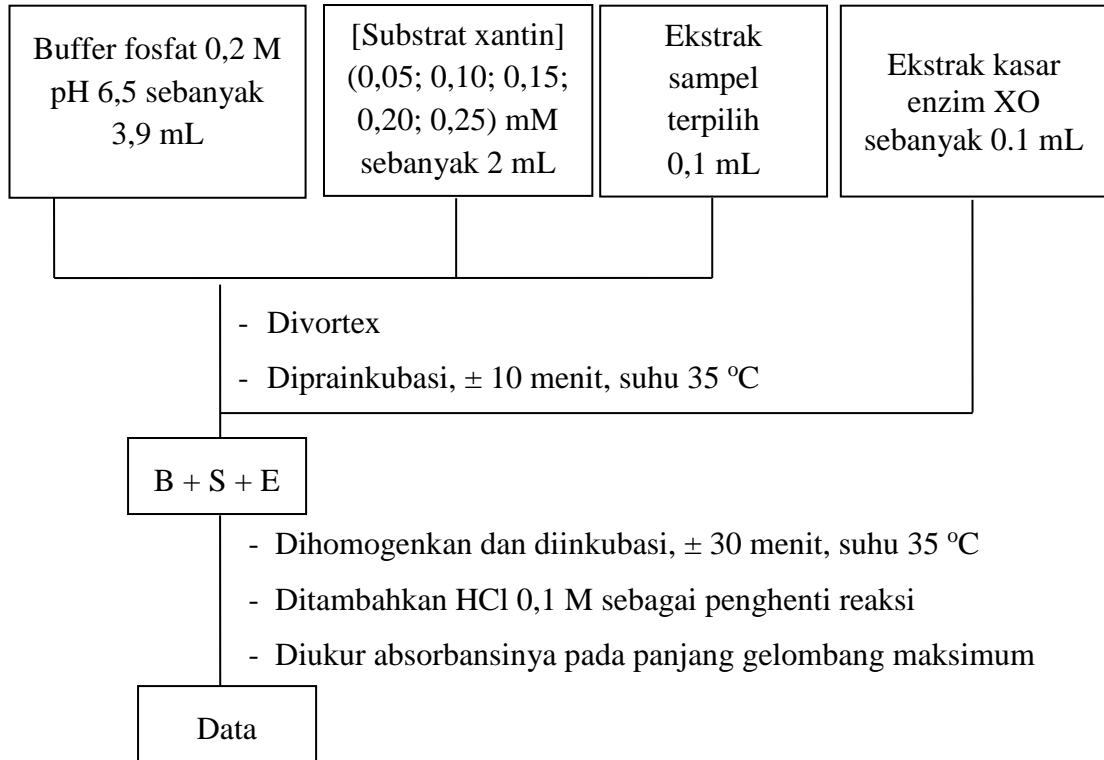 Buffer fosfat 0,2 M
pH 6,5 sebanyak
3,9 mL
[Substrat xantin]
(0,05; 0,10; 0,15;
0,20; 0,25) mM
sebanyak 2 mL
Ekstrak
sampel
terpilih
0,1 mL
Ekstrak kasar
enzim XO
sebanyak 0.1 mL
- Divortex
- Diprainkubasi, ± 10 menit, suhu 35 °C
B + S + E
- Dihomogenkan dan diinkubasi, ± 30 menit, suhu 35 °C
- Ditambahkan HCl 0,1 M sebagai penghenti reaksi
- Diukur absorbansinya pada panjang gelombang maksimum
Data